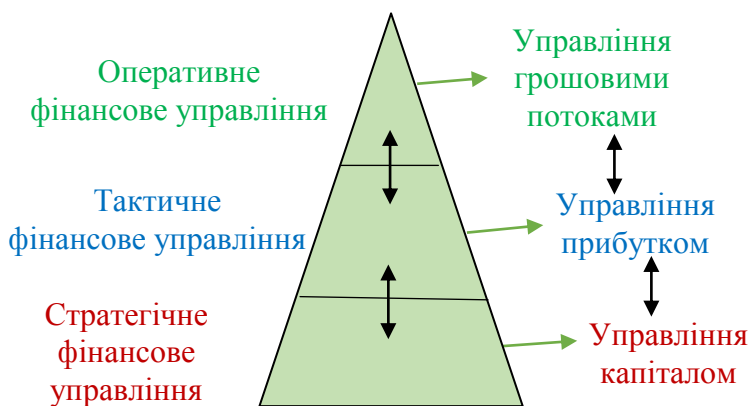 Оперативне
фінансове управління
Управління
грошовими
потоками
Тактичне
фінансове управління
Управління
прибутком
Стратегічне
фінансове
управління
Управління
капіталом